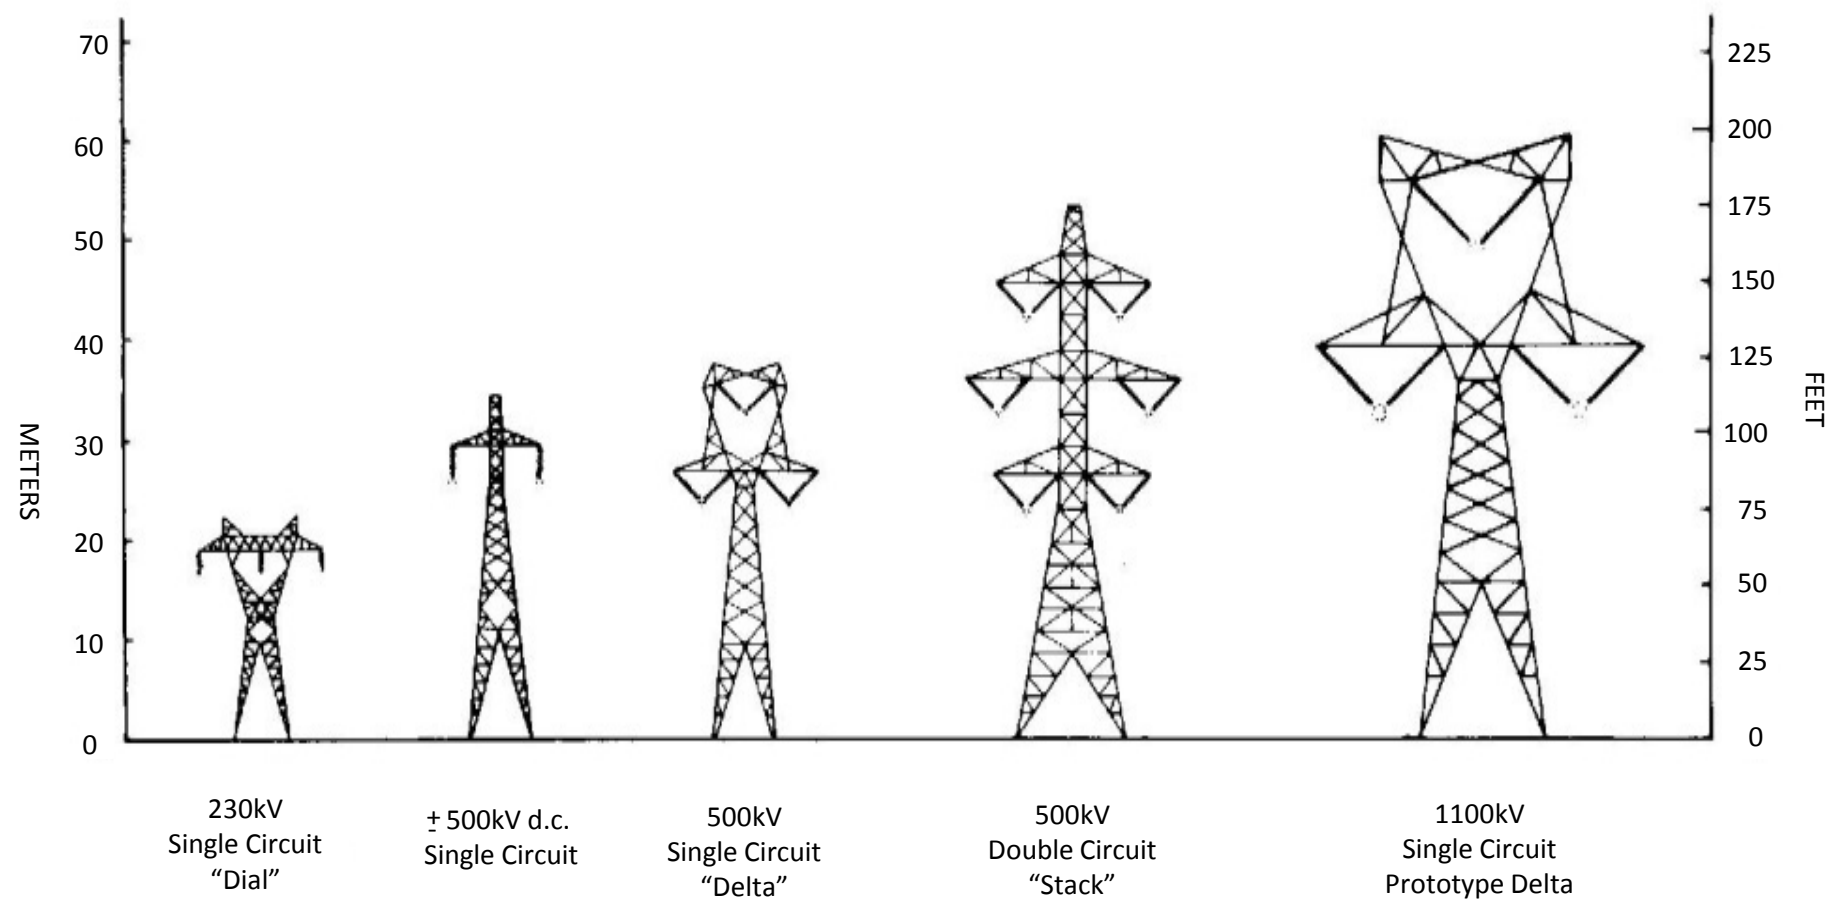 70
60
50
40
30
20
10
0
METERS
225
200
175
150
125
100
75
50
25
0
FEET
230kV
Single Circuit
“Dial”
± 500kV d.c.
Single Circuit
500kV
Single Circuit
“Delta”
500kV
Double Circuit
“Stack”
1100kV
Single Circuit
Prototype Delta